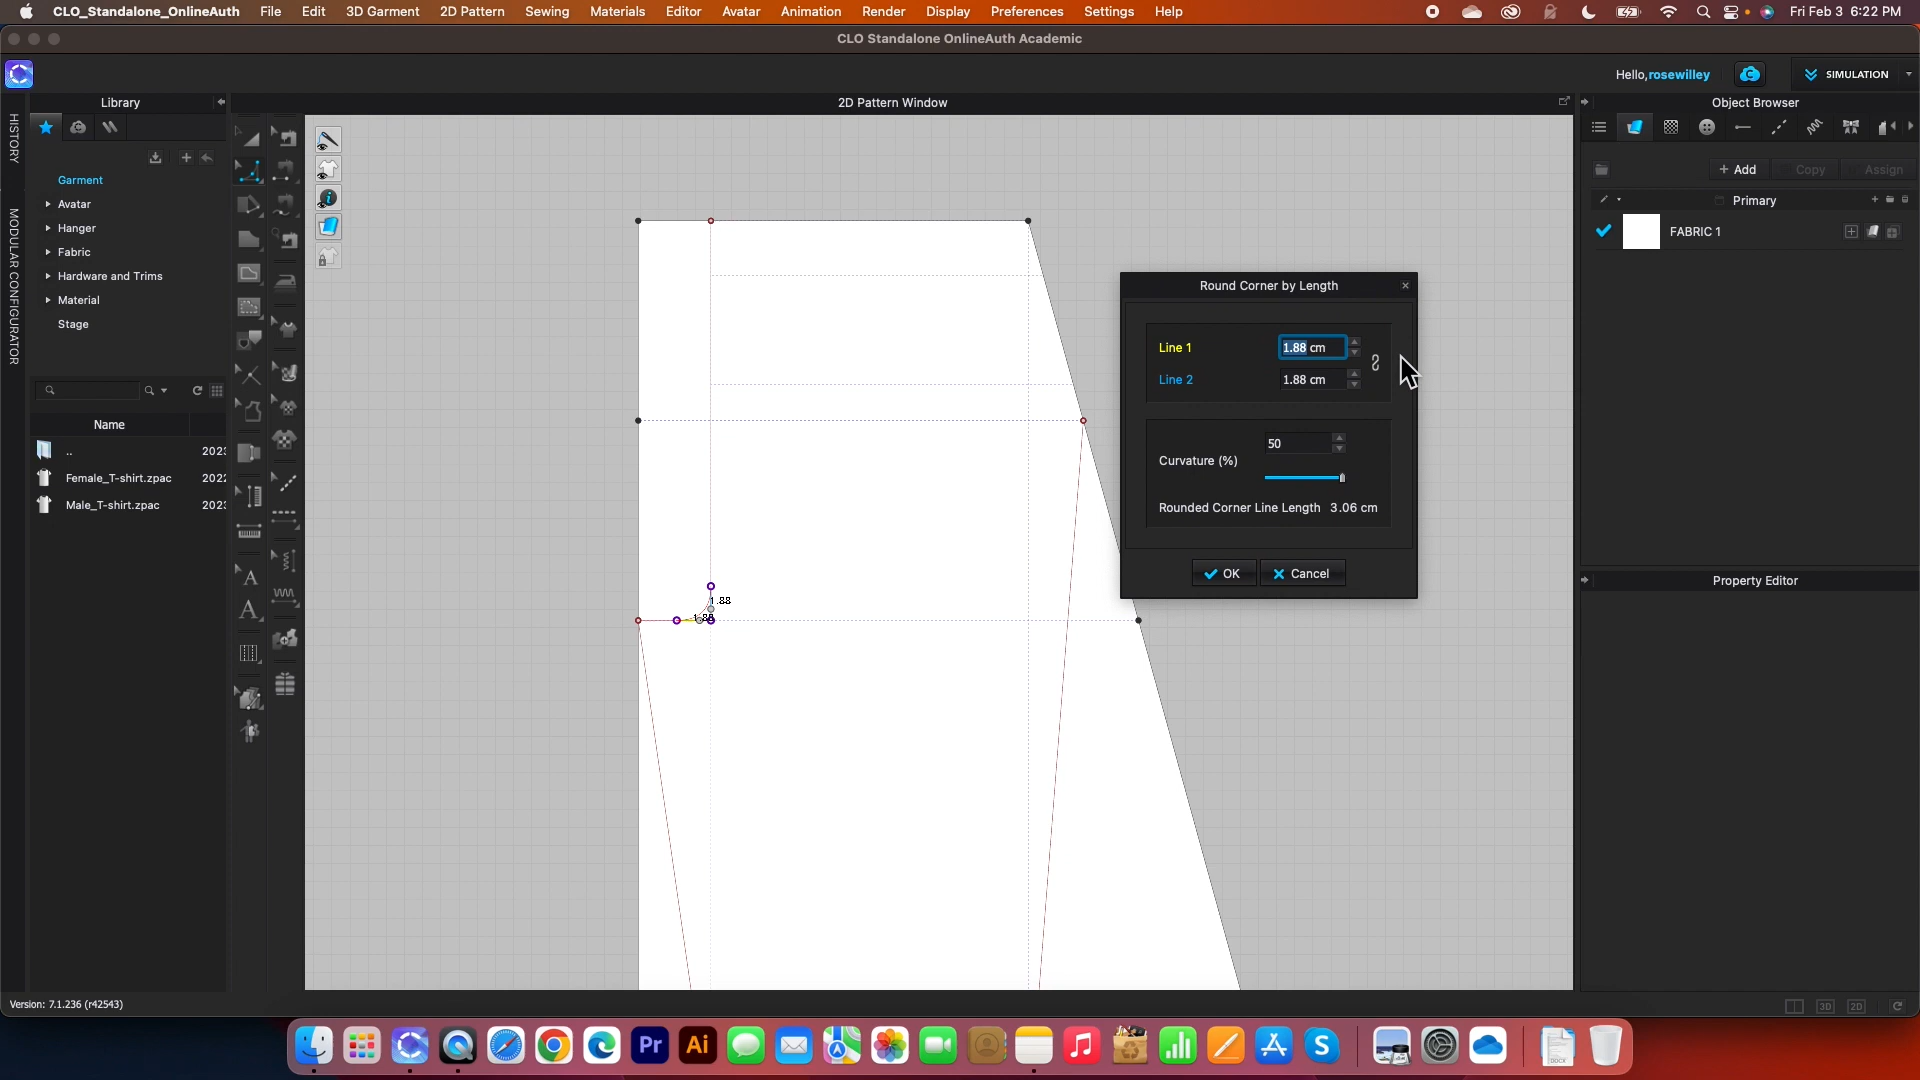 CLO_Standalone_OnlineAuth File Edit 3D Garment 2D Pattern Sewing Materials Editor Avatar Animation Render Display Preferences Settings Help Fri Feb 3 6:22 PM
CLO Standalone OnlineAuth Academic
Hello, rosewilley SIMULATION
HISTORY
MODULAR CONFIGURATOR
Library
Garment
Avatar
Hanger
Fabric
Hardware and Trims
Material
Stage
Name
..
Female_T-shirt.zpac
Male_T-shirt.zpac
2D Pattern Window
1.88
Round Corner by Length
Line 1 1.88 cm
Line 2 1.88 cm
50
Curvature (%)
Rounded Corner Line Length 3.06 cm
OK Cancel
Object Browser
+ Add Copy Assign
Primary
FABRIC 1
Property Editor
Version: 7.1.236 (r42543)
3D 2D
Pr Ai
DOCX